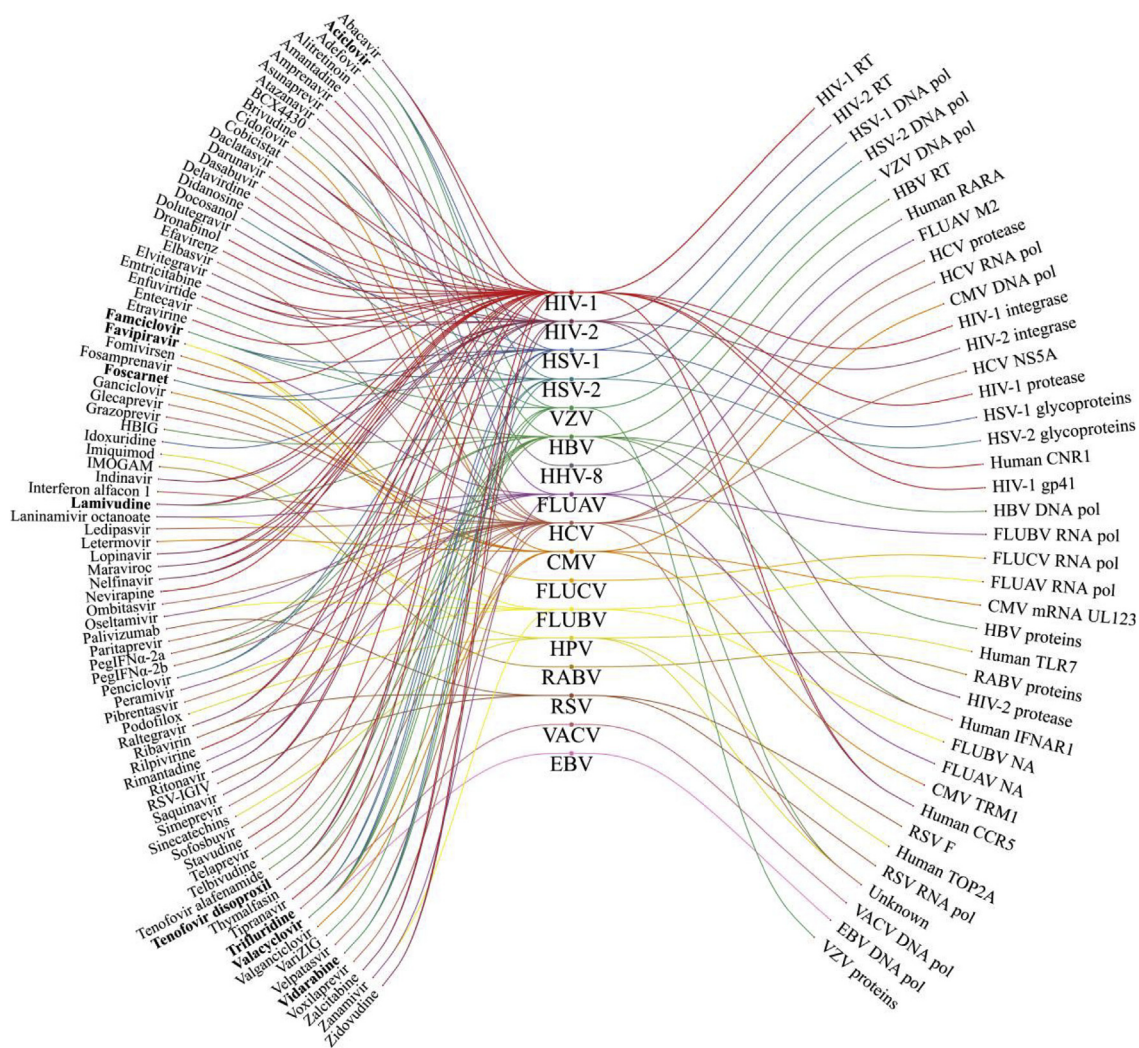 Abacavir
Aciclovir
Adefovir
Alitretinoin
Amantadine
Amprenavir
Asunaprevir
Atazanavir
BCX4430
Brivudine
Cidofovir
Cobicistat
Daclatasvir
Darunavir
Dasabuvir
Delavirdine
Didanosine
Docosanol
Dolutegravir
Dronabinol
Efavirenz
Elbasvir
Elvitegravir
Emtricitabine
Enfuvirtide
Entecavir
Etravirine
Famciclovir
Favipiravir
Fomivirsen
Fosamprenavir
Foscarnet
Ganciclovir
Glecaprevir
Grazoprevir
HBIG
Idoxuridine
Imiquimod
IMOGAM
Indinavir
Interferon alfacon 1
Lamivudine
Laninamivir octanoate
Ledipasvir
Letermovir
Lopinavir
Maraviroc
Nelfinavir
Nevirapine
Ombitasvir
Oseltamivir
Palivizumab
Paritaprevir
PegIFNα-2a
PegIFNα-2b
Penciclovir
Peramivir
Pibrentasvir
Podofilox
Raltegravir
Ribavirin
Rilpivirine
Rimantadine
Ritonavir
RSV-IGIV
Saquinavir
Simeprevir
Sinecatechins
Sofosbuvir
Stavudine
Telaprevir
Telbivudine
Tenofovir alafenamide
Tenofovir disoproxil
Thymalfasin
Tipranavir
Trifluridine
Valacyclovir
Valganciclovir
VariZIG
Velpatasvir
Vidarabine
Voxilaprevir
Zalcitabine
Zanamivir
Zidovudine
HIV-1
HIV-2
HSV-1
HSV-2
VZV
HBV
HHV-8
FLUAV
HCV
CMV
FLUCV
FLUBV
HPV
RABV
RSV
VACV
EBV
HIV-1 RT
HIV-2 RT
HSV-1 DNA pol
HSV-2 DNA pol
VZV DNA pol
HBV RT
Human RARA
FLUAV M2
HCV protease
HCV RNA pol
CMV DNA pol
HIV-1 integrase
HIV-2 integrase
HCV NS5A
HIV-1 protease
HSV-1 glycoproteins
HSV-2 glycoproteins
Human CNR1
HIV-1 gp41
HBV DNA pol
FLUBV RNA pol
FLUCV RNA pol
FLUAV RNA pol
CMV mRNA UL123
HBV proteins
Human TLR7
RABV proteins
HIV-2 protease
Human IFNAR1
FLUBV NA
FLUAV NA
CMV TRM1
Human CCR5
RSV F
Human TOP2A
RSV RNA pol
Unknown
VACV DNA pol
EBV DNA pol
VZV proteins